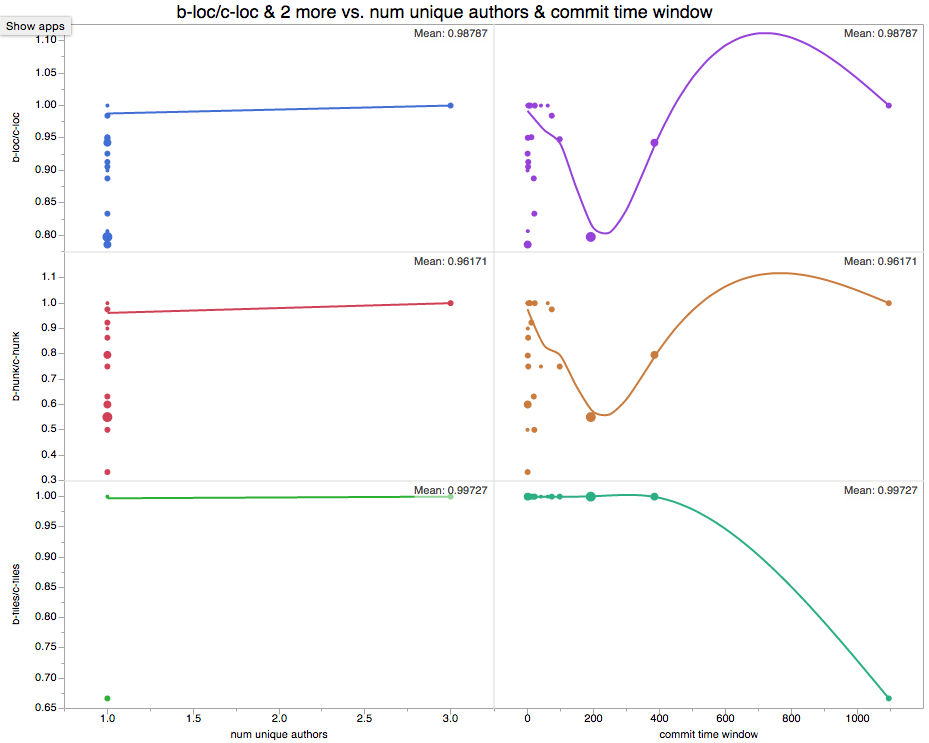 b-loc/c-loc & 2 more vs. num unique authors & commit time window
Show apps
Mean: 0.98787
Mean: 0.98787
1.10
1.05
1.00
0.95
0.90
0.85
0.80
b-loc/c-loc
Mean: 0.96171
Mean: 0.96171
1.1
1.0
0.9
0.8
0.7
0.6
0.5
0.4
0.3
b-hunk/c-hunk
Mean: 0.99727
Mean: 0.99727
1.00
0.95
0.90
0.85
0.80
0.75
0.70
0.65
b-files/c-files
1.0 1.5 2.0 2.5 3.0
0 200 400 600 800 1000
num unique authors
commit time window